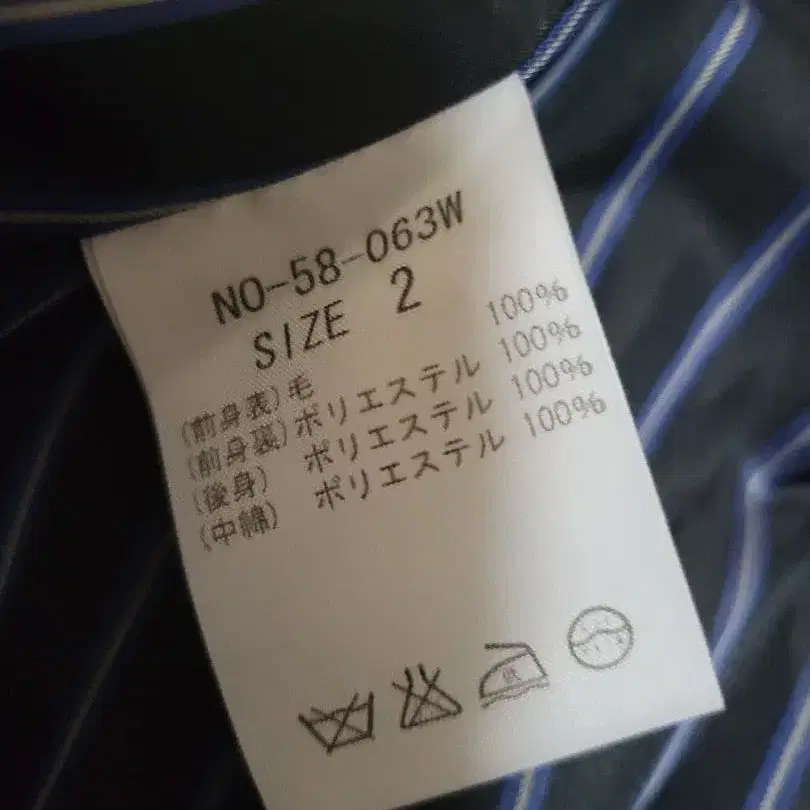 NO-58-063W
SIZE 2
(前身表)毛 100%
(前身裏)ポリエステル 100%
(後身) ポリエステル 100%
(中綿) ポリエステル 100%
低